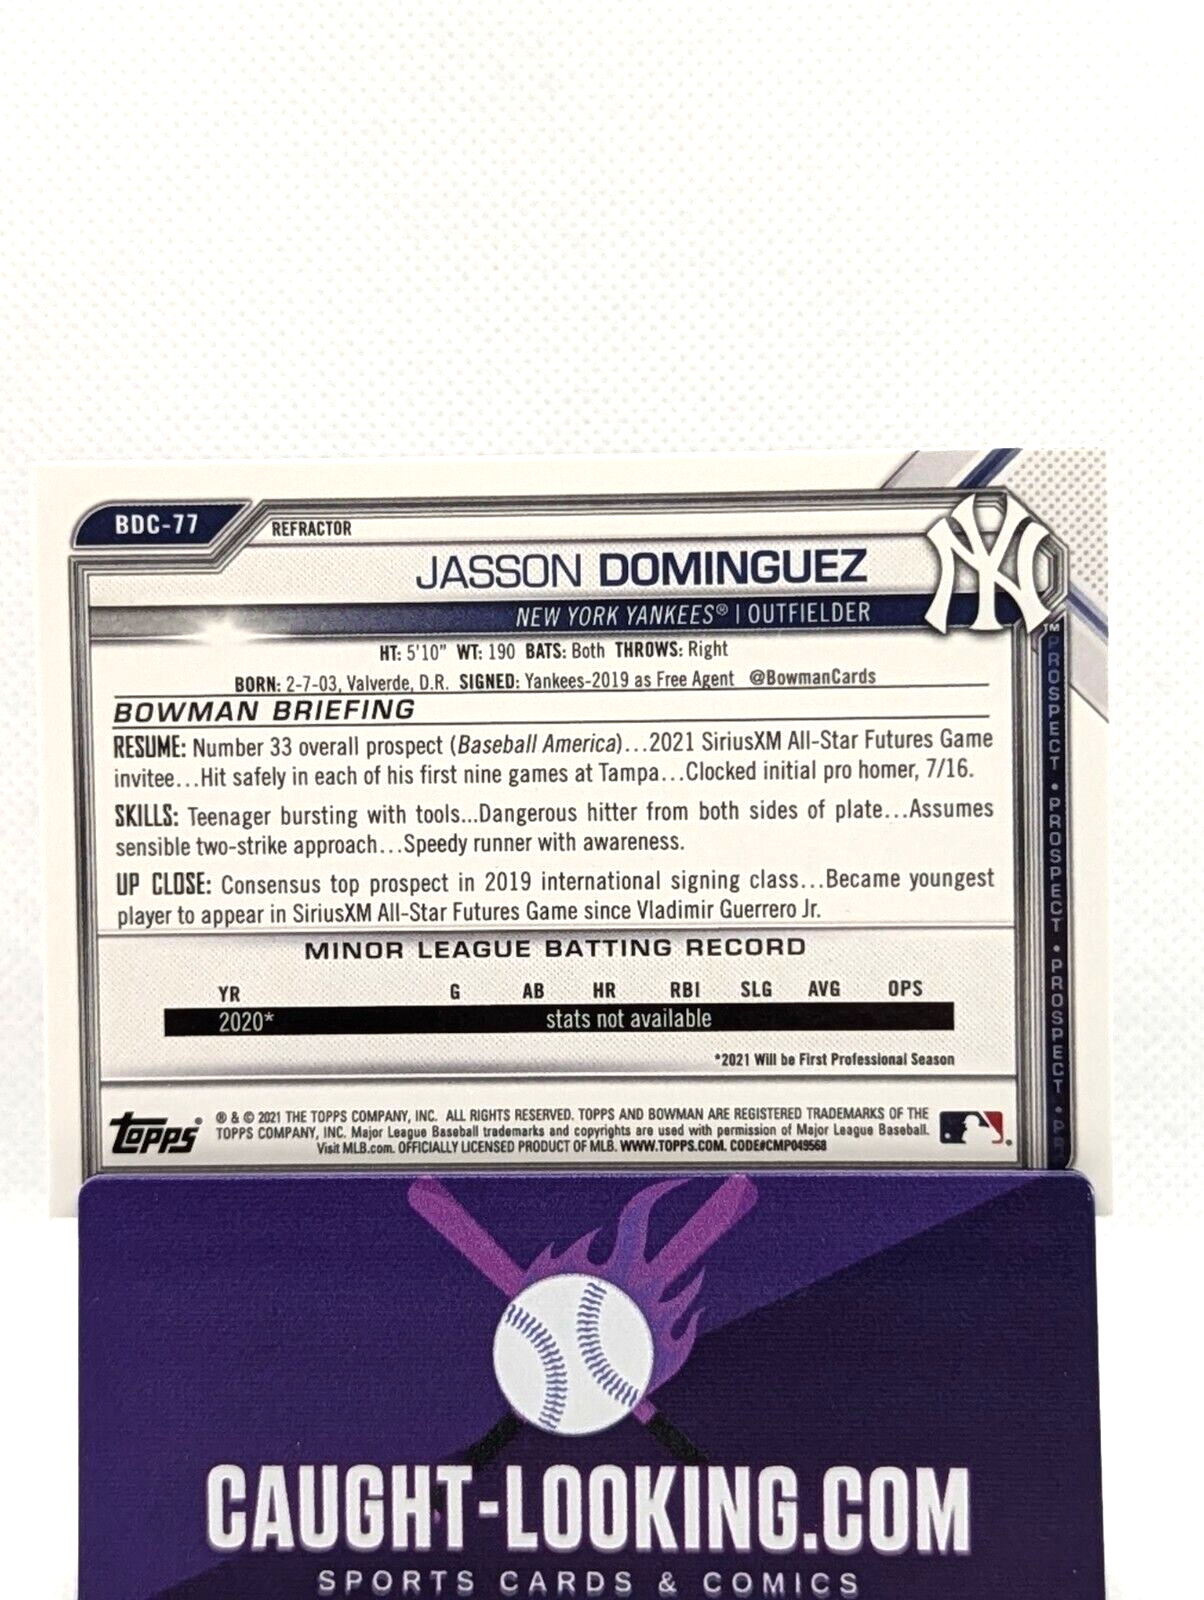 BDC-77
REFRACTOR
JASSON DOMINGUEZ
NEW YORK YANKEES® | OUTFIELDER
NY
™
HT: 5'10" WT: 190 BATS: Both THROWS: Right
BORN: 2-7-03, Valverde, D.R. SIGNED: Yankees-2019 as Free Agent @BowmanCards
BOWMAN BRIEFING
RESUME: Number 33 overall prospect (Baseball America)...2021 SiriusXM All-Star Futures Game
invitee...Hit safely in each of his first nine games at Tampa...Clocked initial pro homer, 7/16.
SKILLS: Teenager bursting with tools...Dangerous hitter from both sides of plate...Assumes
sensible two-strike approach...Speedy runner with awareness.
UP CLOSE: Consensus top prospect in 2019 international signing class...Became youngest
player to appear in SiriusXM All-Star Futures Game since Vladimir Guerrero Jr.
MINOR LEAGUE BATTING RECORD
YR G AB HR RBI SLG AVG OPS
2020* stats not available
*2021 Will be First Professional Season
PROSPECT • PROSPECT • PROSPECT • PR
topps®
® & © 2021 THE TOPPS COMPANY, INC. ALL RIGHTS RESERVED. TOPPS AND BOWMAN ARE REGISTERED TRADEMARKS OF THE
TOPPS COMPANY, INC. Major League Baseball trademarks and copyrights are used with permission of Major League Baseball.
Visit MLB.com. OFFICIALLY LICENSED PRODUCT OF MLB. WWW.TOPPS.COM. CODE#CMP049568
CAUGHT-LOOKING.COM
SPORTS CARDS & COMICS